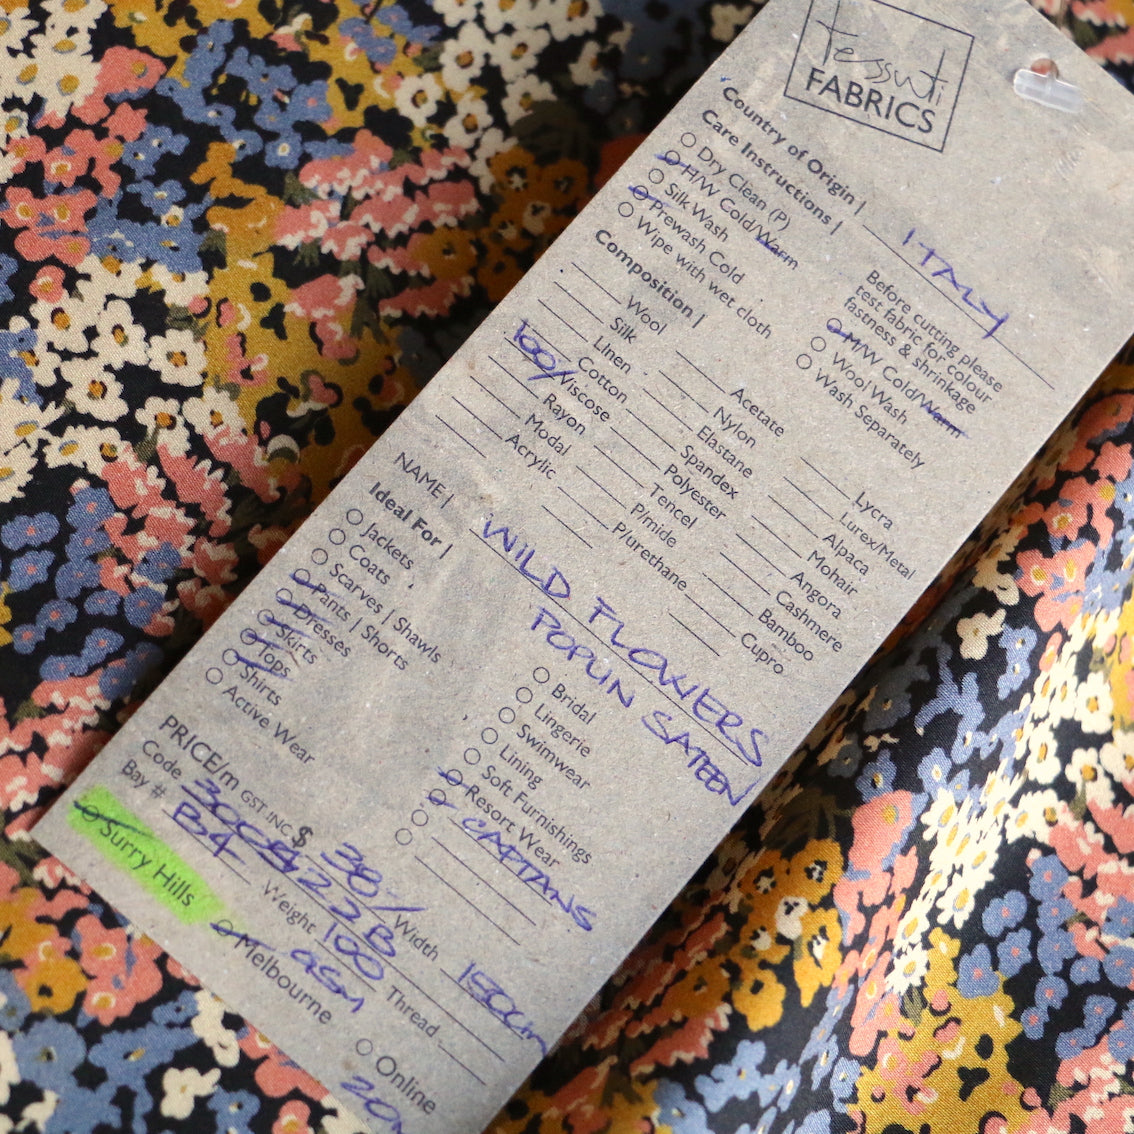 tessuti
FABRICS
Country of Origin | ITALY
Care Instructions |
Dry Clean (P)
H/W Cold/Warm
Silk Wash
Prewash Cold
Wipe with wet cloth
Before cutting please
test fabric for colour
fastness & shrinkage
M/W Cold/Warm
Wool Wash
Wash Separately
Composition |
Wool
Silk
Linen
Cotton
100/ Viscose
Rayon
Modal
Acrylic
Acetate
Nylon
Elastane
Spandex
Polyester
Tencel
P/mide
P/urethane
Lycra
Lurex/Metal
Alpaca
Mohair
Angora
Cashmere
Bamboo
Cupro
NAME | WILD FLOWERS
POPLIN SATEEN
Ideal For |
Jackets
Coats
Scarves | Shawls
Pants | Shorts
Dresses
Skirts
Tops
Shirts
Active Wear
Bridal
Lingerie
Swimwear
Lining
Soft Furnishings
Resort Wear
CAPTANS
PRICE/m GST INC. $ 38/ Width 150cm
Code
Bay # B4 Weight 100 GSM Thread
Surry Hills
Melbourne
Online